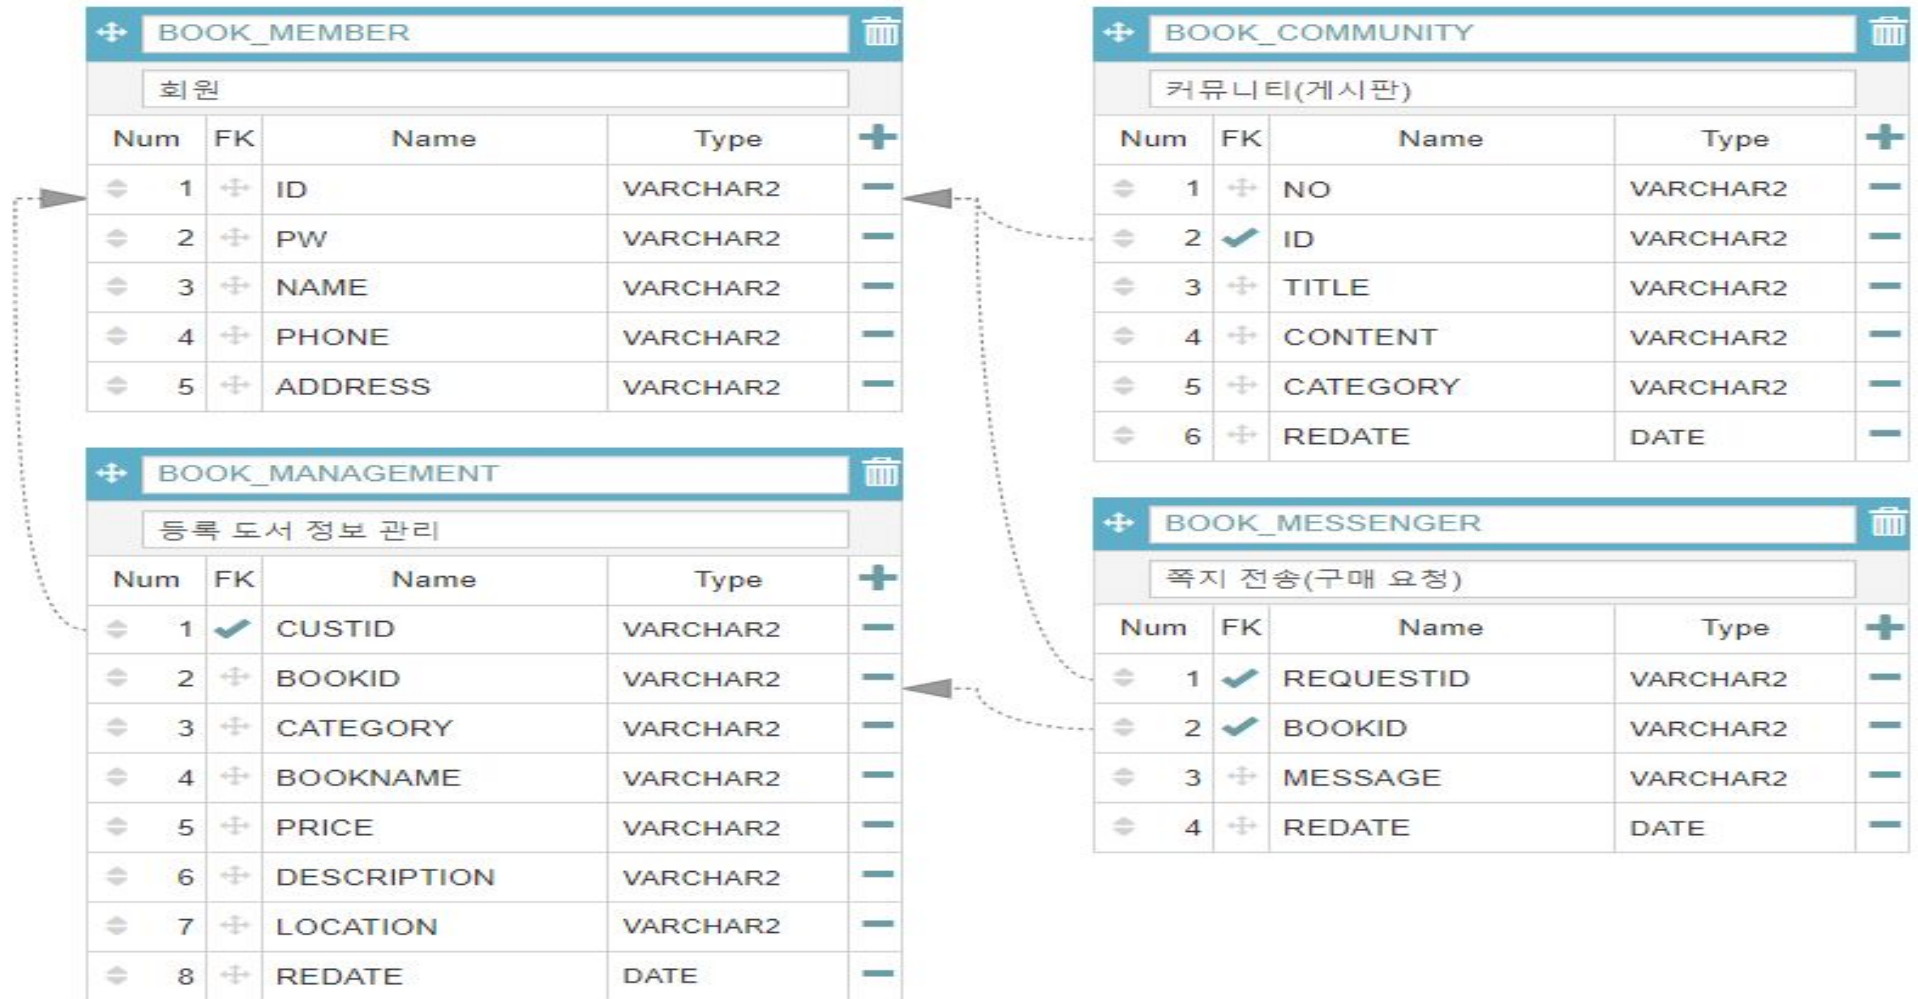 BOOK_MEMBER
회원
Num FK Name Type
1 ID VARCHAR2
2 PW VARCHAR2
3 NAME VARCHAR2
4 PHONE VARCHAR2
5 ADDRESS VARCHAR2
BOOK_MANAGEMENT
등록 도서 정보 관리
Num FK Name Type
1 CUSTID VARCHAR2
2 BOOKID VARCHAR2
3 CATEGORY VARCHAR2
4 BOOKNAME VARCHAR2
5 PRICE VARCHAR2
6 DESCRIPTION VARCHAR2
7 LOCATION VARCHAR2
8 REDATE DATE
BOOK_COMMUNITY
커뮤니티(게시판)
Num FK Name Type
1 NO VARCHAR2
2 ID VARCHAR2
3 TITLE VARCHAR2
4 CONTENT VARCHAR2
5 CATEGORY VARCHAR2
6 REDATE DATE
BOOK_MESSENGER
쪽지 전송(구매 요청)
Num FK Name Type
1 REQUESTID VARCHAR2
2 BOOKID VARCHAR2
3 MESSAGE VARCHAR2
4 REDATE DATE